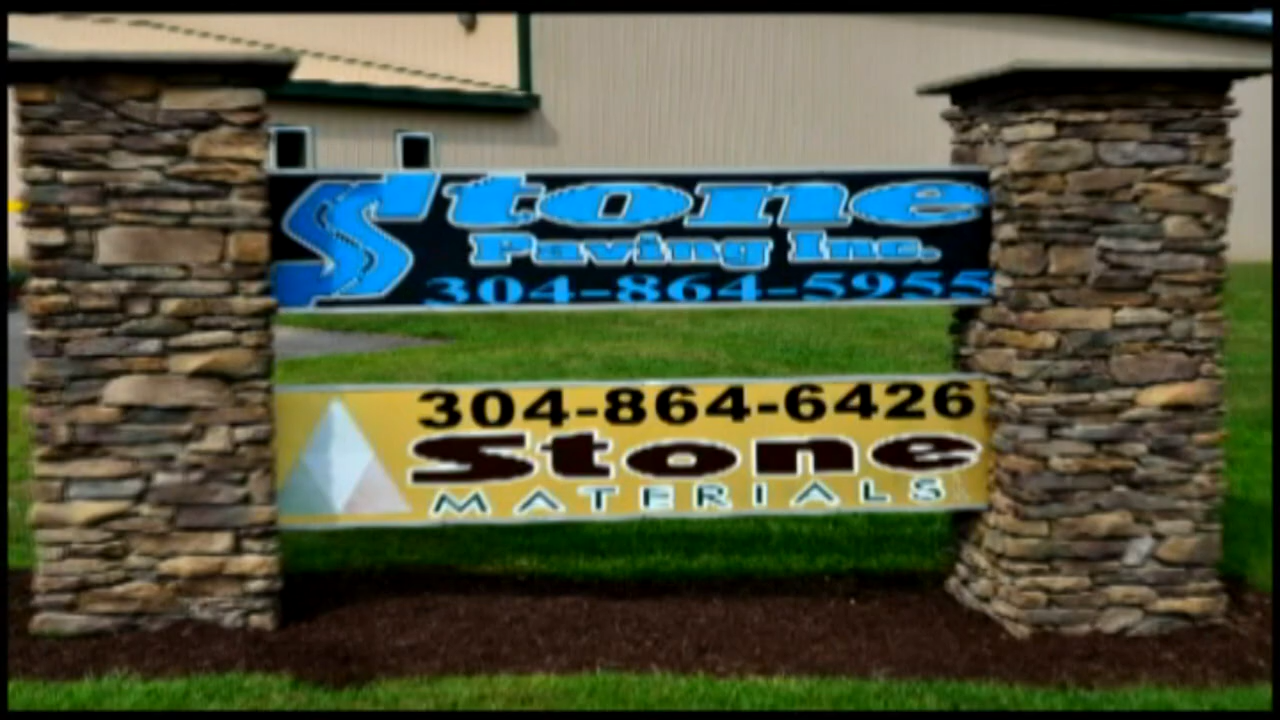 Stone
Paving Inc.
304-864-5955
304-864-6426
Stone
MATERIALS